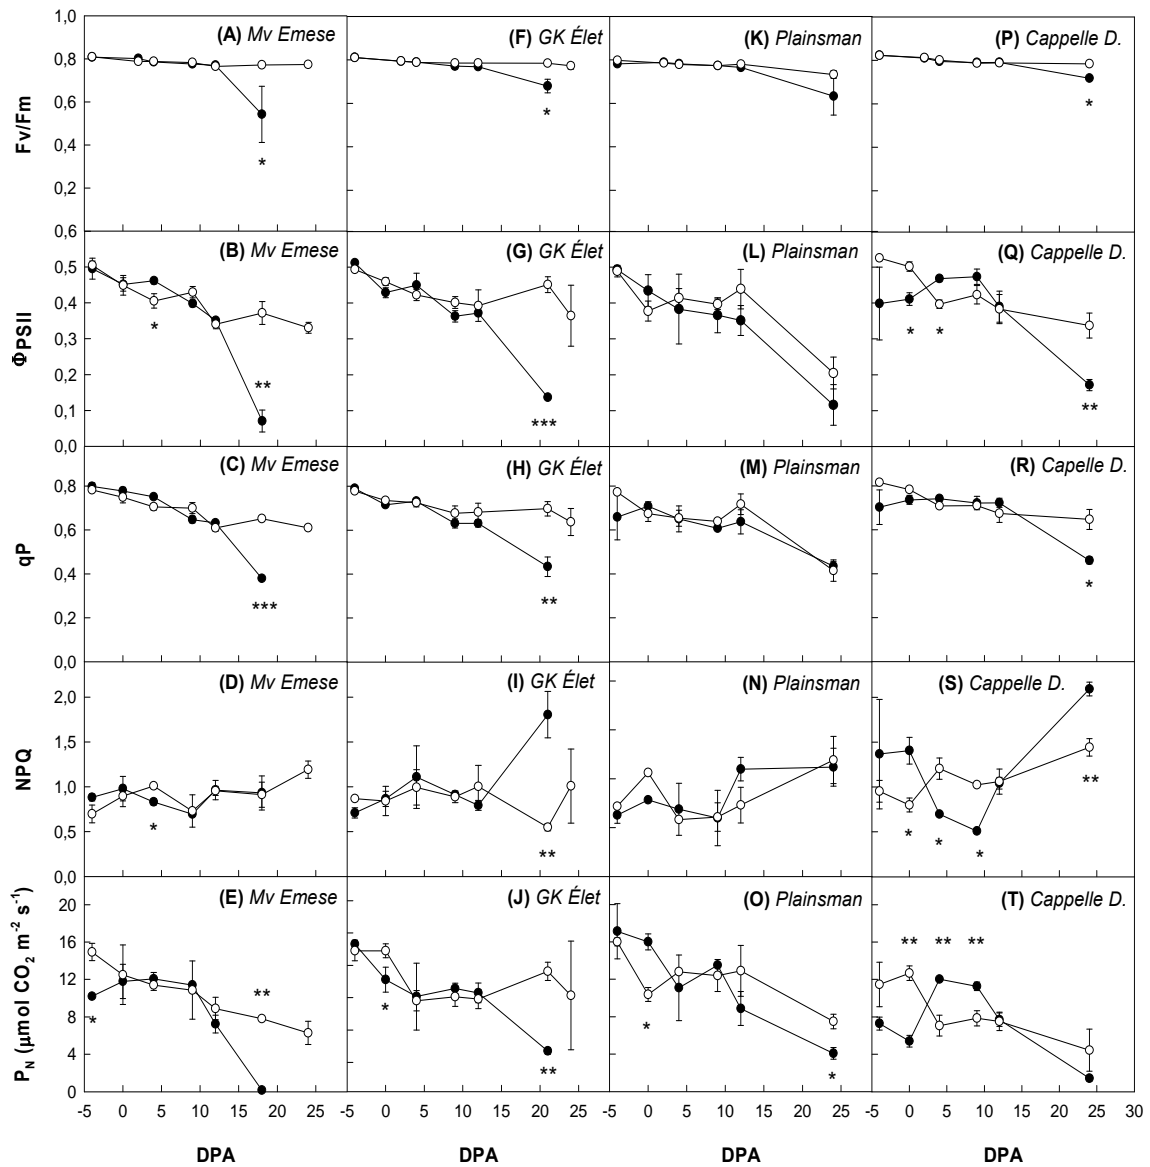 1,0
0,8
0,6
0,4
0,2
0,6
Fv/Fm
(A) Mv Emese
*
(F) GK Élet
*
(K) Plainsman
(P) Cappelle D.
*
0,5
0,4
0,3
0,2
0,1
0,0
ΦPSII
(B) Mv Emese
*
**
(G) GK Élet
***
(L) Plainsman
(Q) Cappelle D.
* *
**
0,8
0,6
0,4
0,2
0,0
qP
(C) Mv Emese
***
(H) GK Élet
**
(M) Plainsman
(R) Capelle D.
*
2,0
1,5
1,0
0,5
0,0
NPQ
(D) Mv Emese
*
(I) GK Élet
**
(N) Plainsman
(S) Cappelle D.
**
* * *
20
16
12
8
4
0
PN (μmol CO2 m-2 s-1)
(E) Mv Emese
**
*
(J) GK Élet
*
**
(O) Plainsman
*
*
(T) Cappelle D.
** ** **
-5 0 5 10 15 20 25
-5 0 5 10 15 20 25
-5 0 5 10 15 20 25
-5 0 5 10 15 20 25 30
DPA DPA DPA DPA